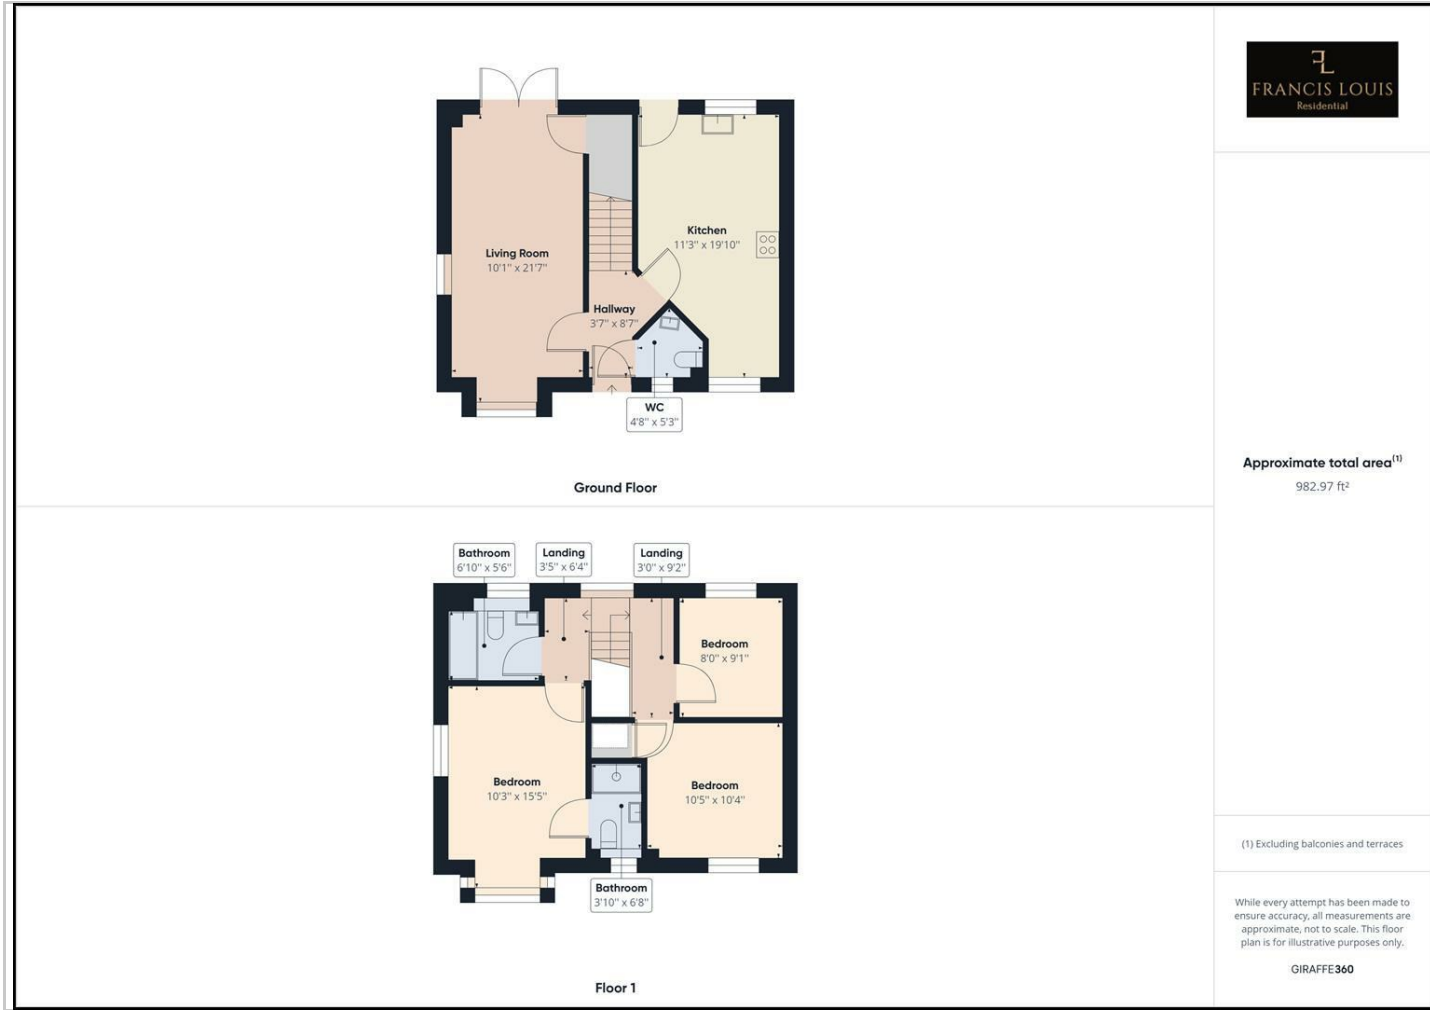 FRANCIS LOUIS
Residential
Living Room
10'1" x 21'7"
Kitchen
11'3" x 19'10"
Hallway
3'7" x 8'7"
WC
4'8" x 5'3"
Ground Floor
Approximate total area(1)
982.97 ft²
Bathroom
6'10" x 5'6"
Landing
3'5" x 6'4"
Landing
3'0" x 9'2"
Bedroom
8'0" x 9'1"
Bedroom
10'3" x 15'5"
Bedroom
10'5" x 10'4"
Bathroom
3'10" x 6'8"
Floor 1
(1) Excluding balconies and terraces
While every attempt has been made to
ensure accuracy, all measurements are
approximate, not to scale. This floor
plan is for illustrative purposes only.
GIRAFFE360